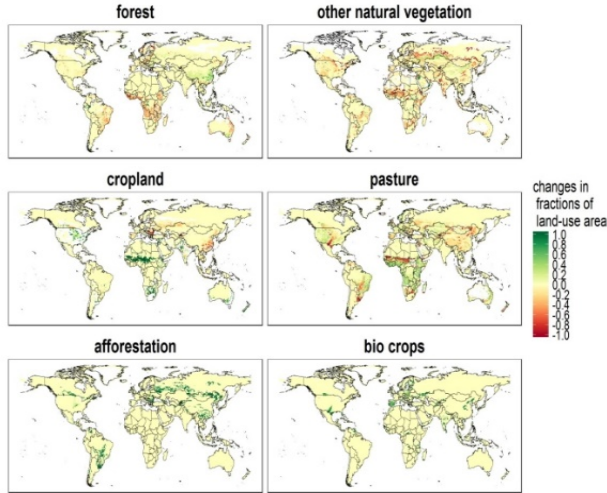 forest
other natural vegetation
cropland
pasture
changes in
fractions of
land-use area
1.0
0.8
0.6
0.4
0.2
0.0
-0.2
-0.4
-0.6
-0.8
-1.0
afforestation
bio crops